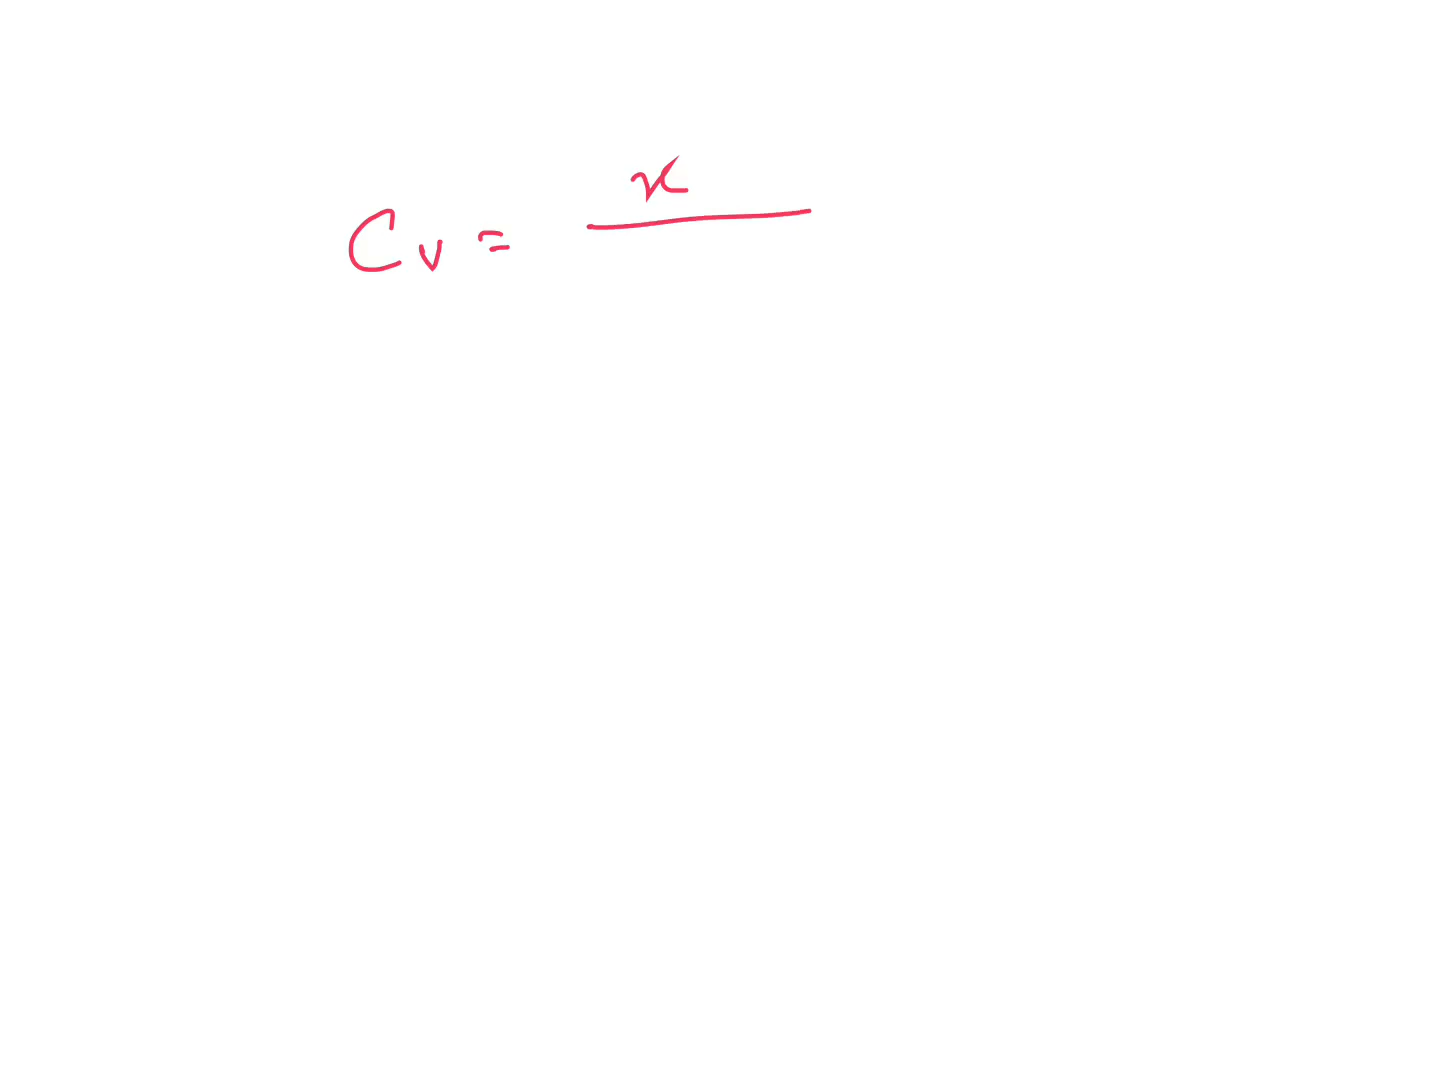 x
Cv =